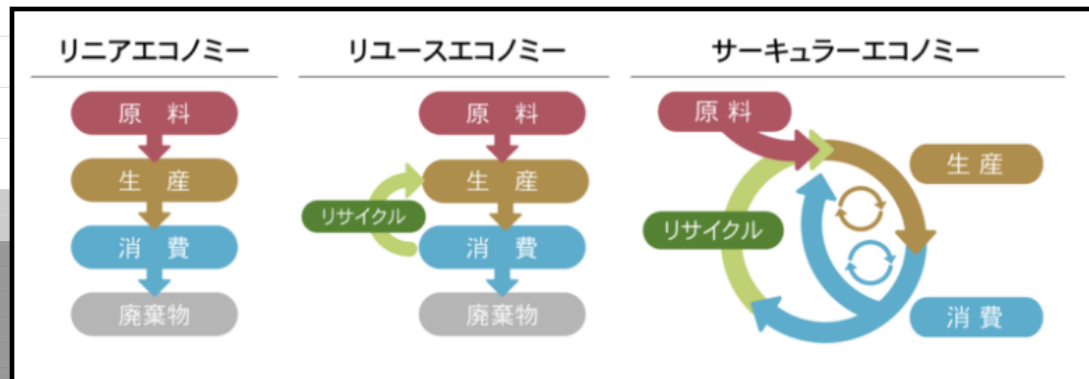 リニアエコノミー
原料
生産
消費
廃棄物
リユースエコノミー
原料
生産
リサイクル
消費
廃棄物
サーキュラーエコノミー
原料
生産
リサイクル
消費